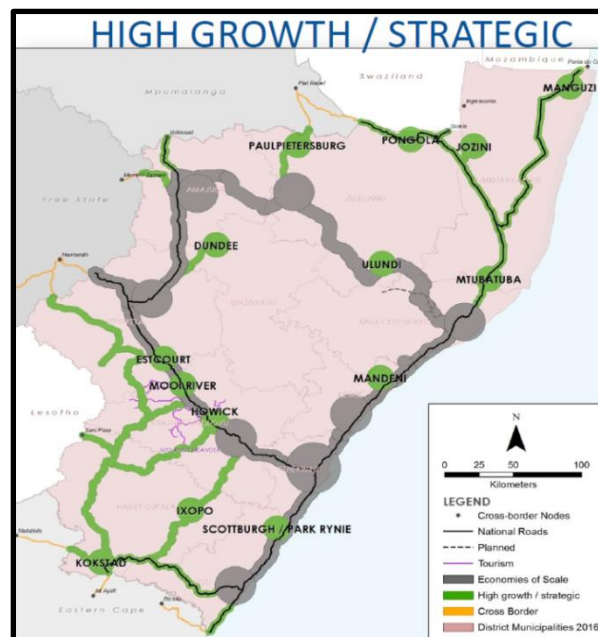 HIGH GROWTH / STRATEGIC
Mozambique
Swaziland
MANGUZI
Mpumalanga
PAULPIETERSBURG
PONGOLA
JOZINI
Free State
AMAJUBA
ZULULAND
DUNDEE
ULUNDI
MTUBATUBA
ESTCOURT
MANDENI
MOOI RIVER
HOWICK
Lesotho
IXOPO
SCOTTBURGH / PARK RYNIE
KOKSTAD
Eastern Cape
N
0 25 50 100
Kilometers
LEGEND
Cross-border Nodes
National Roads
Planned
Tourism
Economies of Scale
High growth / strategic
Cross Border
District Municipalities 2016